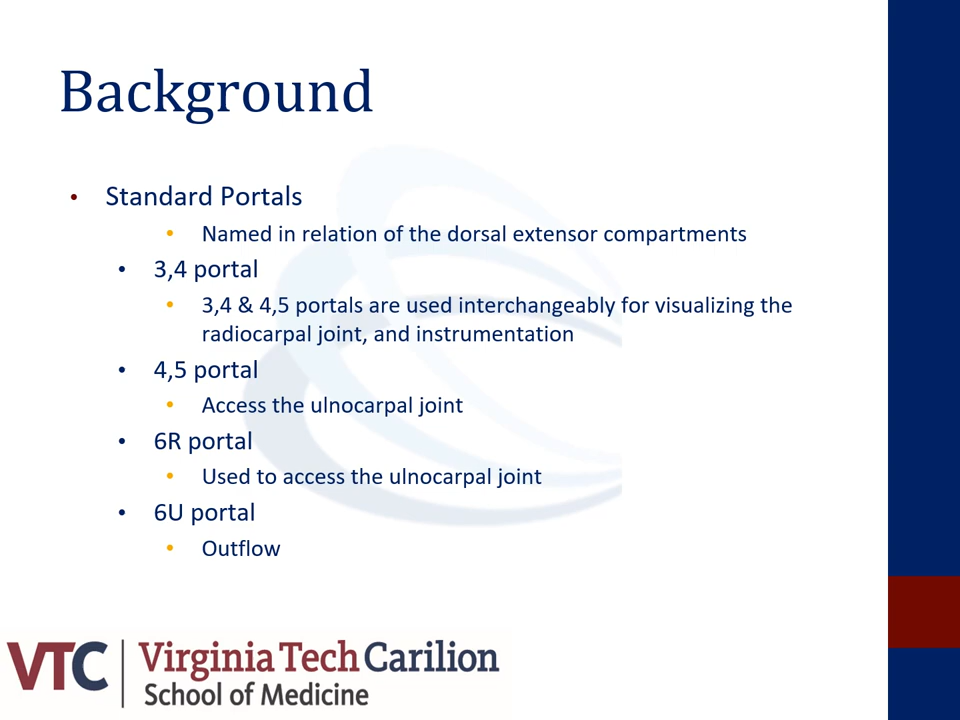 Background
• Standard Portals
• Named in relation of the dorsal extensor compartments
• 3,4 portal
• 3,4 & 4,5 portals are used interchangeably for visualizing the
radiocarpal joint, and instrumentation
• 4,5 portal
• Access the ulnocarpal joint
• 6R portal
• Used to access the ulnocarpal joint
• 6U portal
• Outflow
VTC Virginia Tech Carilion
School of Medicine